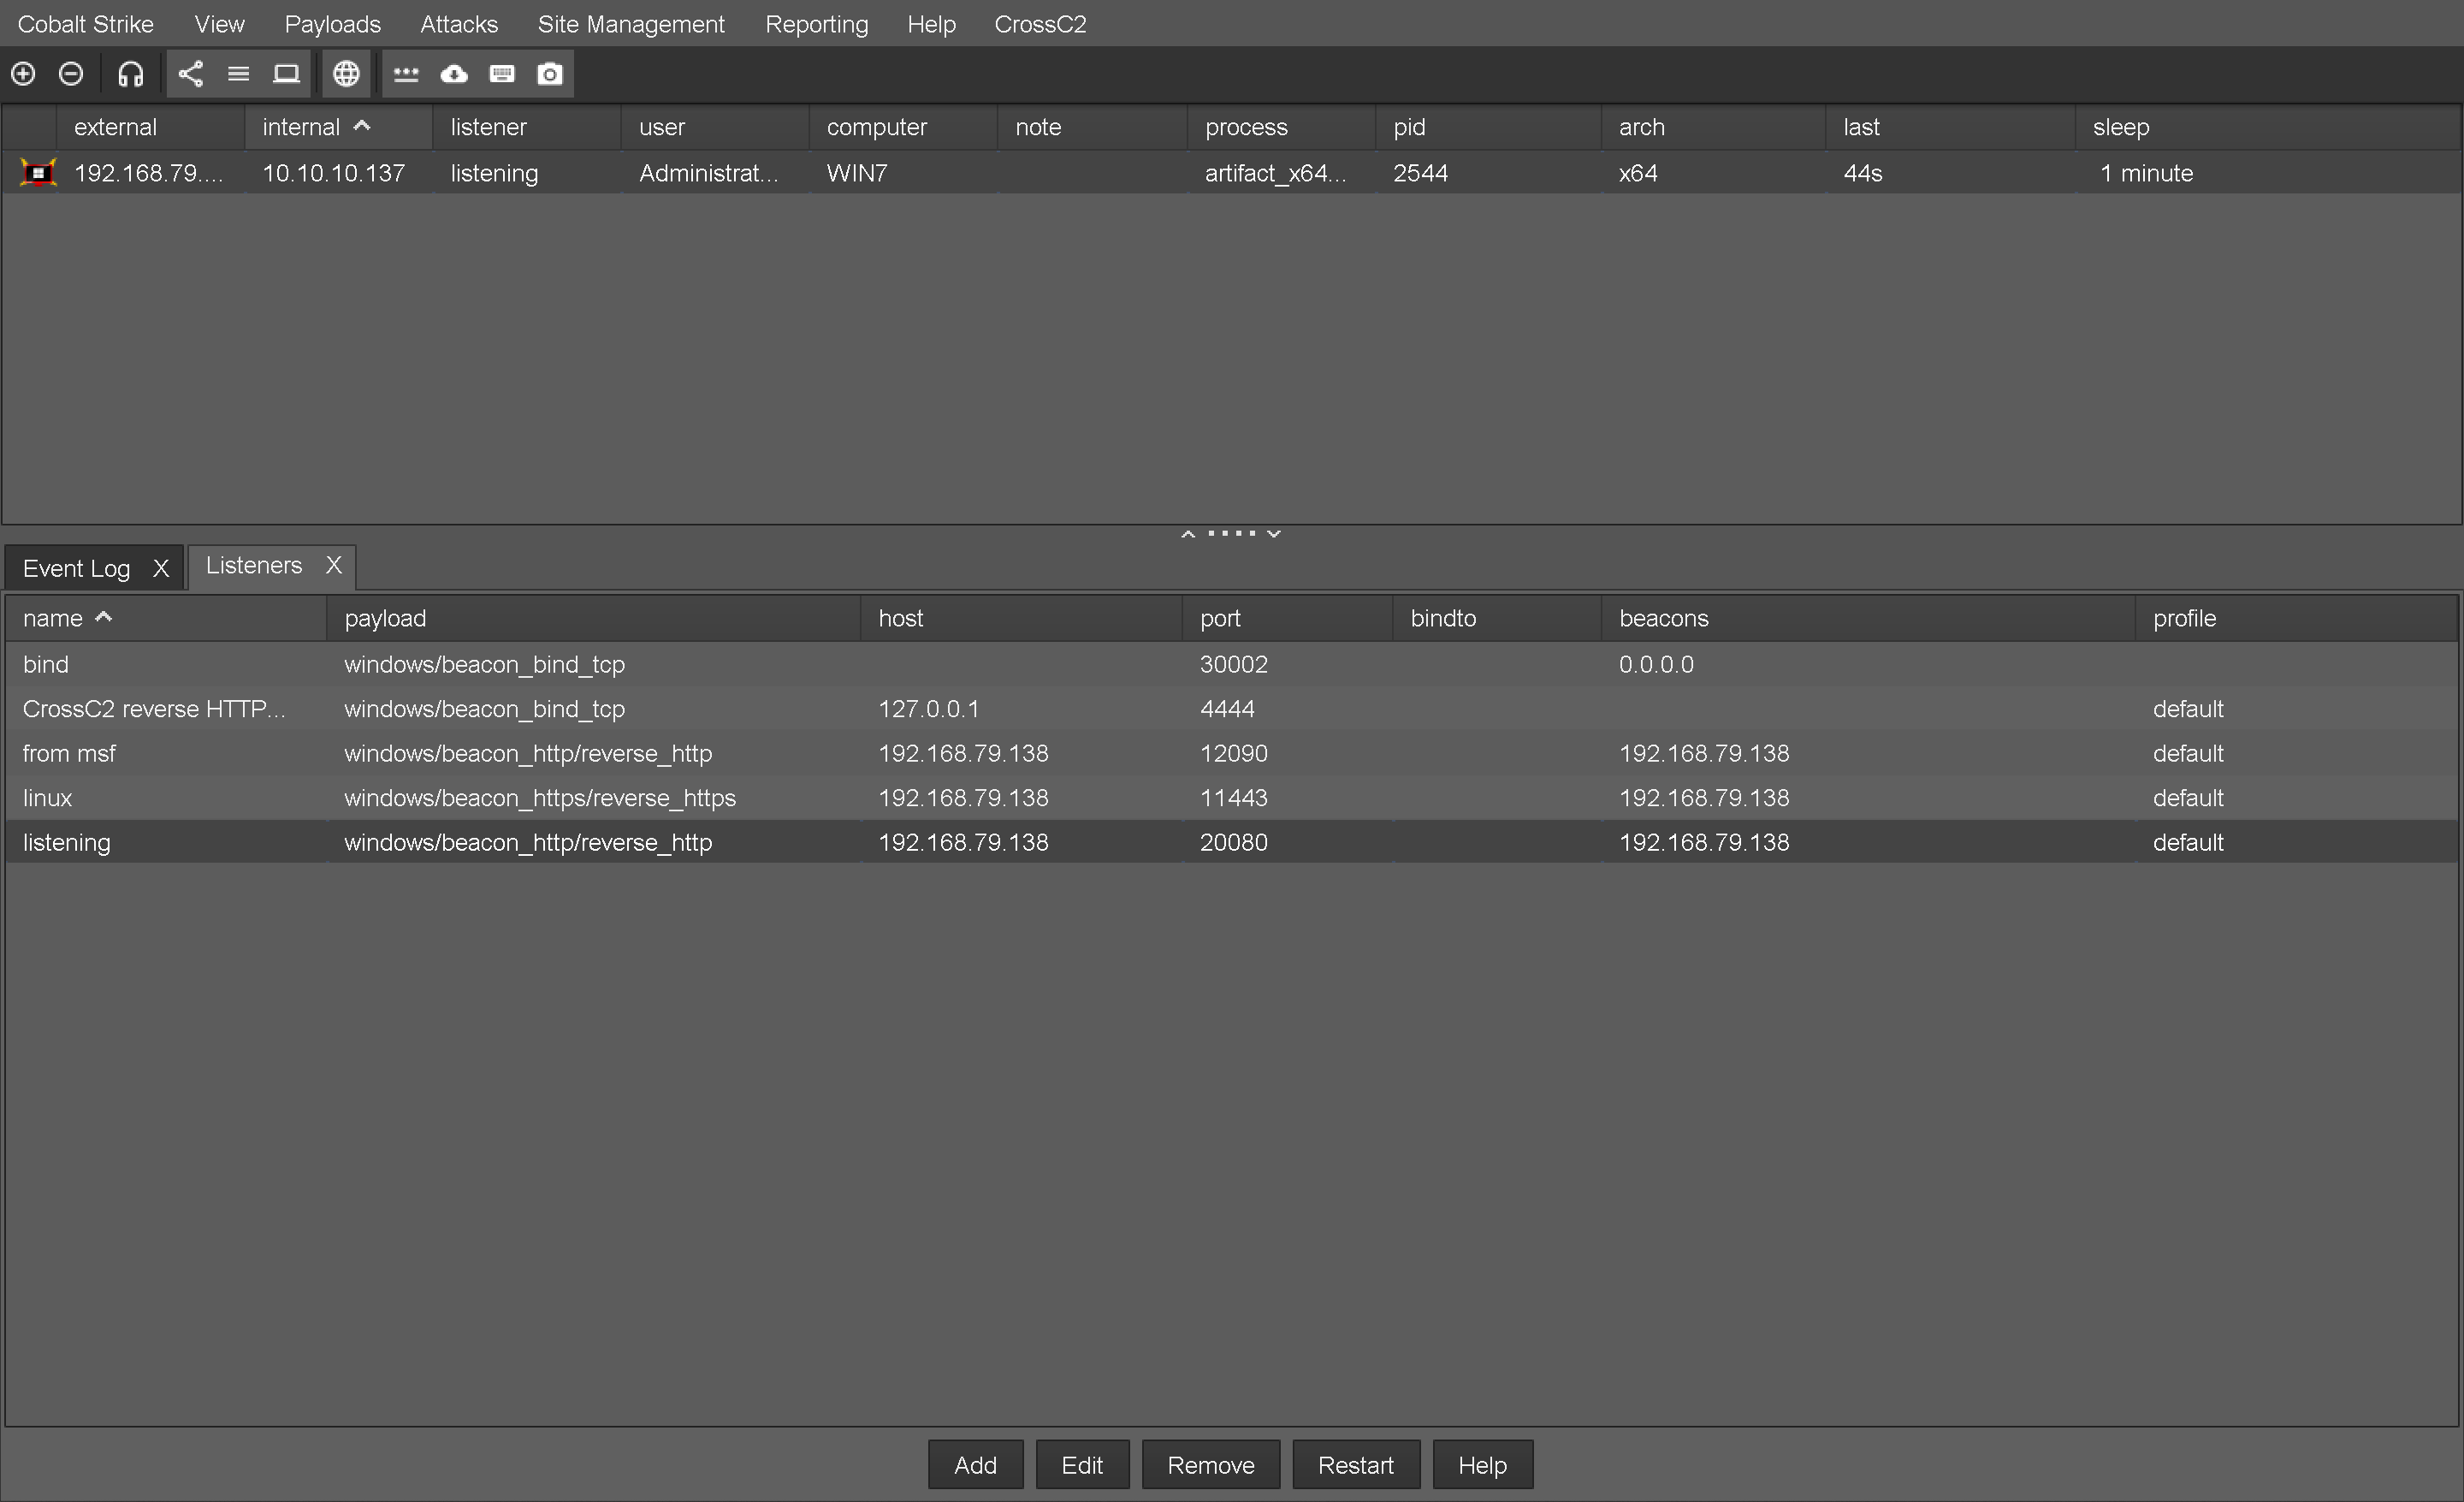 Cobalt Strike View Payloads Attacks Site Management Reporting Help CrossC2
external internal listener user computer note process pid arch last sleep
192.168.79.... 10.10.10.137 listening Administrat... WIN7 artifact_x64... 2544 x64 44s 1 minute
Event Log X Listeners X
name payload host port bindto beacons profile
bind windows/beacon_bind_tcp 30002 0.0.0.0
CrossC2 reverse HTTP... windows/beacon_bind_tcp 127.0.0.1 4444 default
from msf windows/beacon_http/reverse_http 192.168.79.138 12090 192.168.79.138 default
linux windows/beacon_https/reverse_https 192.168.79.138 11443 192.168.79.138 default
listening windows/beacon_http/reverse_http 192.168.79.138 20080 192.168.79.138 default
Add Edit Remove Restart Help